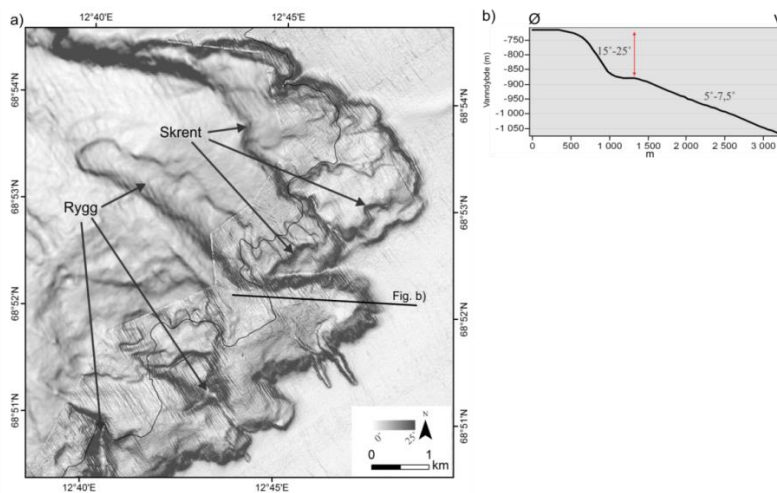 a)
12°40'E
12°45'E
68°54'N
68°54'N
Skrent
68°53'N
68°53'N
Rygg
Fig. b)
68°52'N
68°52'N
68°51'N
68°51'N
0°
25°
N
0
1
km
12°40'E
12°45'E
b)
Ø
V
Vanndybde (m)
-750
-800
-850
-900
-950
-1 000
-1 050
15°-25°
5°-7,5°
0
500
1 000
1 500
2 000
2 500
3 000
m